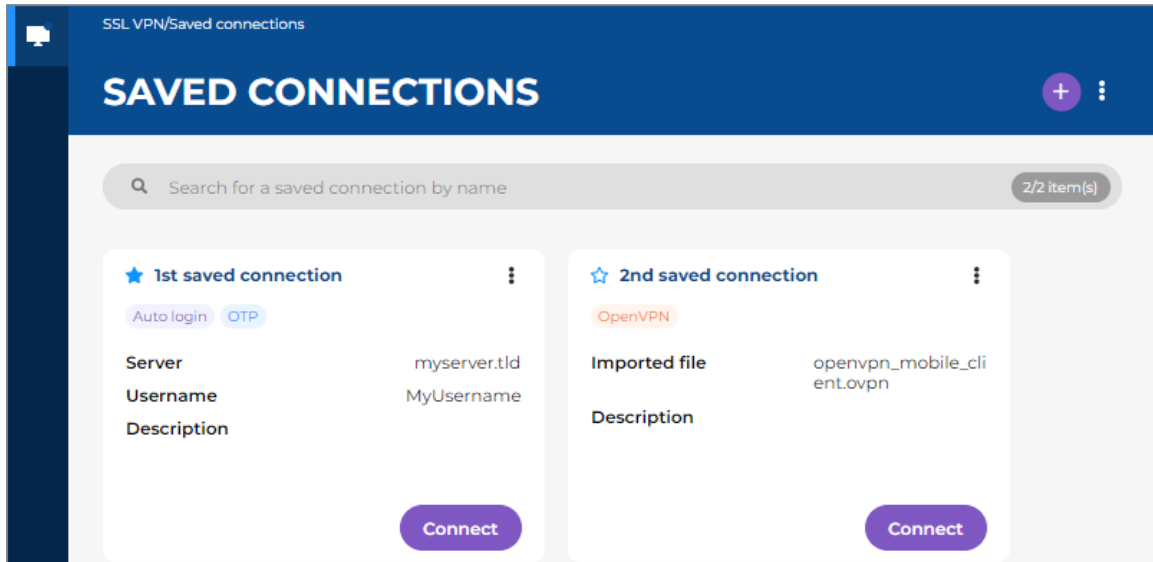 SSL VPN/Saved connections
SAVED CONNECTIONS
Search for a saved connection by name
2/2 item(s)
1st saved connection
Auto login OTP
Server myserver.tld
Username MyUsername
Description
Connect
2nd saved connection
OpenVPN
Imported file openvpn_mobile_cli
ent.ovpn
Description
Connect